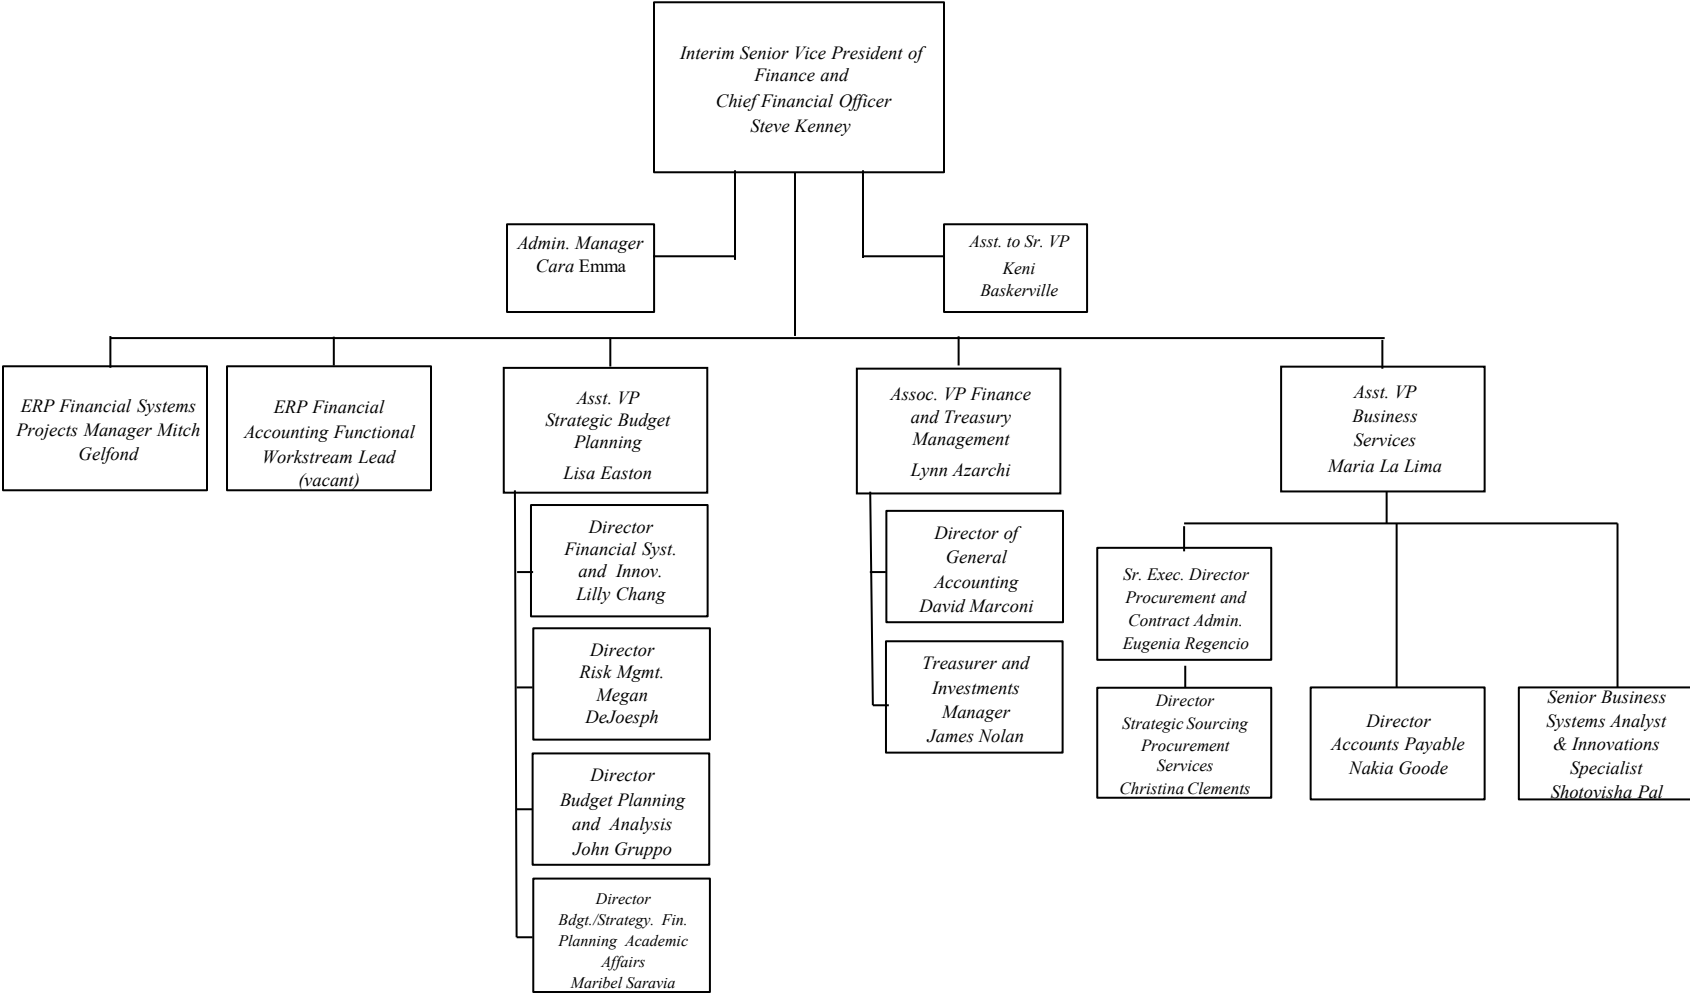 Interim Senior Vice President of
Finance and
Chief Financial Officer
Steve Kenney
Admin. Manager
Cara Emma
Asst. to Sr. VP
Keni
Baskerville
ERP Financial Systems
Projects Manager Mitch
Gelfond
ERP Financial
Accounting Functional
Workstream Lead
(vacant)
Asst. VP
Strategic Budget
Planning
Lisa Easton
Assoc. VP Finance
and Treasury
Management
Lynn Azarchi
Asst. VP
Business
Services
Maria La Lima
Director
Financial Syst.
and Innov.
Lilly Chang
Director
Risk Mgmt.
Megan
DeJoesph
Director
Budget Planning
and Analysis
John Gruppo
Director
Bdgt./Strategy. Fin.
Planning Academic
Affairs
Maribel Saravia
Director of
General
Accounting
David Marconi
Treasurer and
Investments
Manager
James Nolan
Sr. Exec. Director
Procurement and
Contract Admin.
Eugenia Regencio
Director
Strategic Sourcing
Procurement
Services
Christina Clements
Director
Accounts Payable
Nakia Goode
Senior Business
Systems Analyst
& Innovations
Specialist
Shotovisha Pal